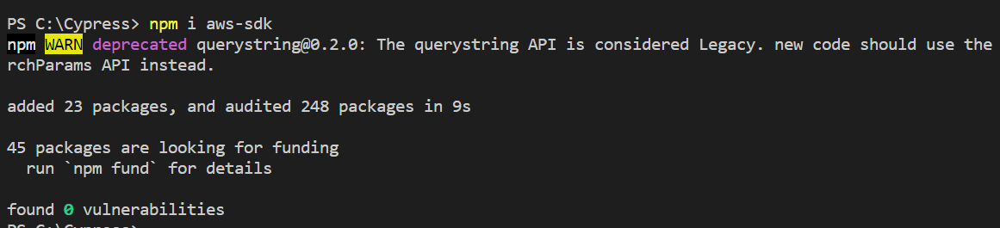 PS C:\Cypress> npm i aws-sdk
npm WARN deprecated querystring@0.2.0: The querystring API is considered Legacy. new code should use the
rchParams API instead.
added 23 packages, and audited 248 packages in 9s
45 packages are looking for funding
run `npm fund` for details
found 0 vulnerabilities
PS C:\Cypress>